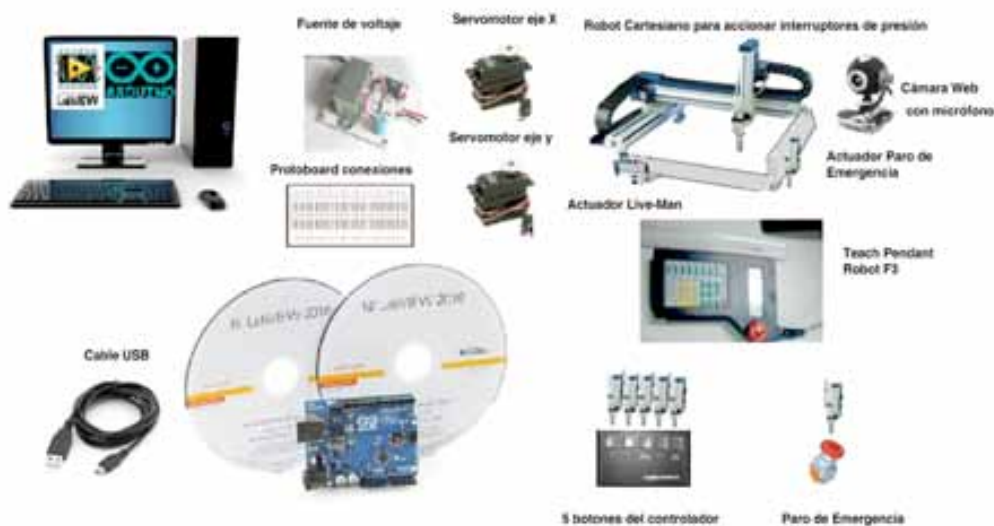 LabVIEW
ARDUINO
Fuente de voltaje
Servomotor eje X
Robot Cartesiano para accionar interruptores de presión
Cámara Web
con micrófono
Servomotor eje y
Protoboard conexiones
Actuador Paro de
Emergencia
Actuador Live-Man
Teach Pendant
Robot F3
Cable USB
5 botones del controlador
Paro de Emergencia